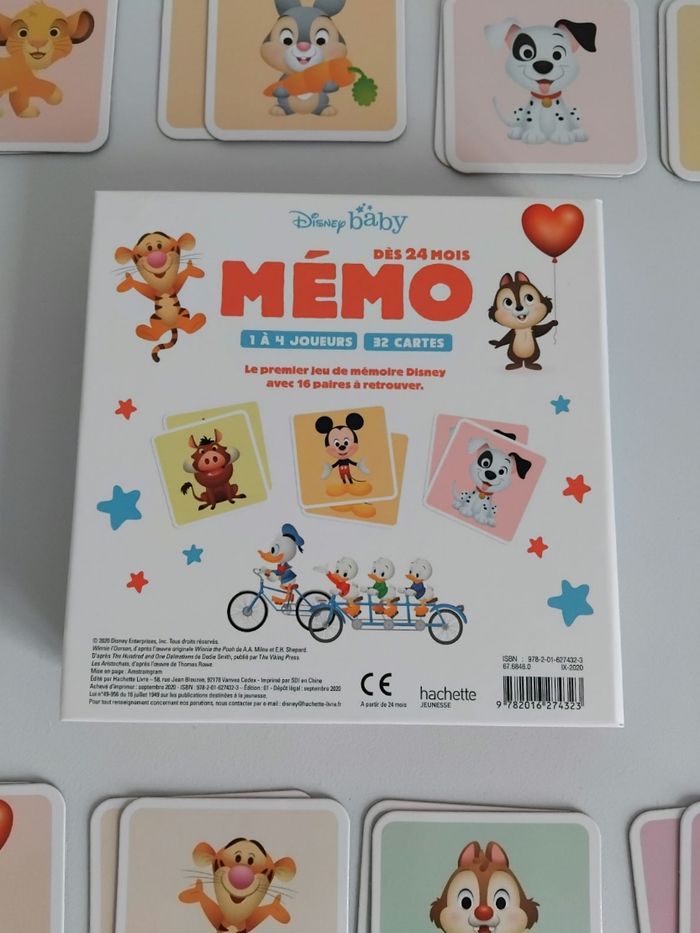 Disney baby
DÈS 24 MOIS
MÉMO
1 À 4 JOUEURS 32 CARTES
Le premier jeu de mémoire Disney
avec 16 paires à retrouver.
© 2020 Disney Enterprises, Inc. Tous droits réservés.
Winnie l'Ourson, d'après l'œuvre originale Winnie the Pooh de A.A. Milne et E.H. Shepard.
D'après The Hundred and One Dalmatians de Dodie Smith, publié par The Viking Press.
Les Aristochats, d'après l'œuvre de Thomas Rowe.
Mise en page : Amstramgram
Édité par Hachette Livre – 58, rue Jean Bleuzen, 92178 Vanves Cedex - Imprimé par SDI en Chine
Achevé d'imprimer : septembre 2020 - ISBN : 978-2-01-627432-3 - Édition : 01 - Dépôt légal : septembre 2020
Loi n°49-956 du 16 juillet 1949 sur les publications destinées à la jeunesse.
Pour tout renseignement concernant nos parutions, nous contacter par e-mail : disney@hachette-livre.fr
CE
A partir de 24 mois
hachette
JEUNESSE
ISBN : 978-2-01-627432-3
67.6846.0 IX-2020
9 782016 274323